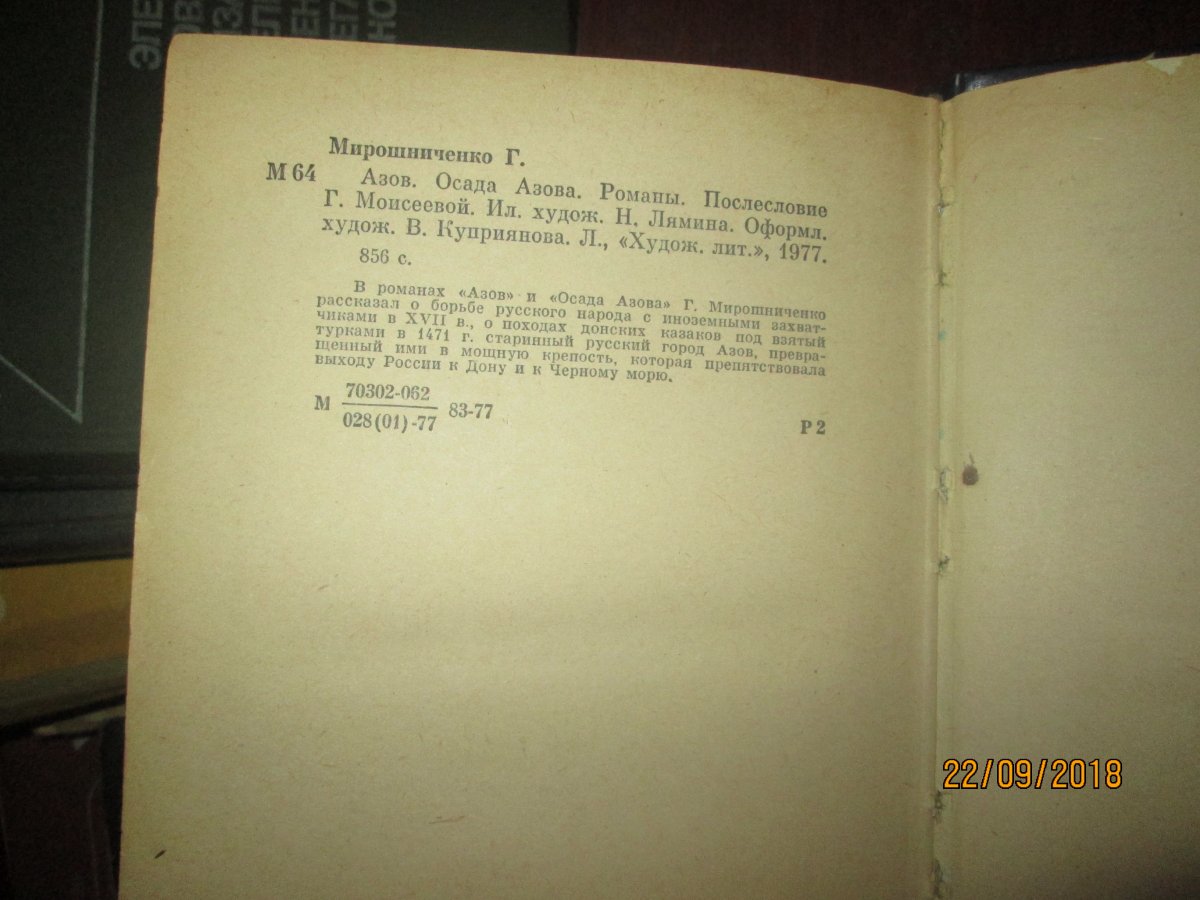 Мирошниченко Г.
М 64 Азов. Осада Азова. Романы. Послесловие
Г. Моисеевой. Ил. худож. Н. Лямина. Оформл.
худож. В. Куприянова. Л., «Худож. лит.», 1977.
856 с.
В романах «Азов» и «Осада Азова» Г. Мирошниченко
рассказал о борьбе русского народа с иноземными захват-
чиками в XVII в., о походах донских казаков под взятый
турками в 1471 г. старинный русский город Азов, превра-
щенный ими в мощную крепость, которая препятствовала
выходу России к Дону и к Черному морю.
М 70302-062 83-77
028(01)-77
Р 2
22/09/2018